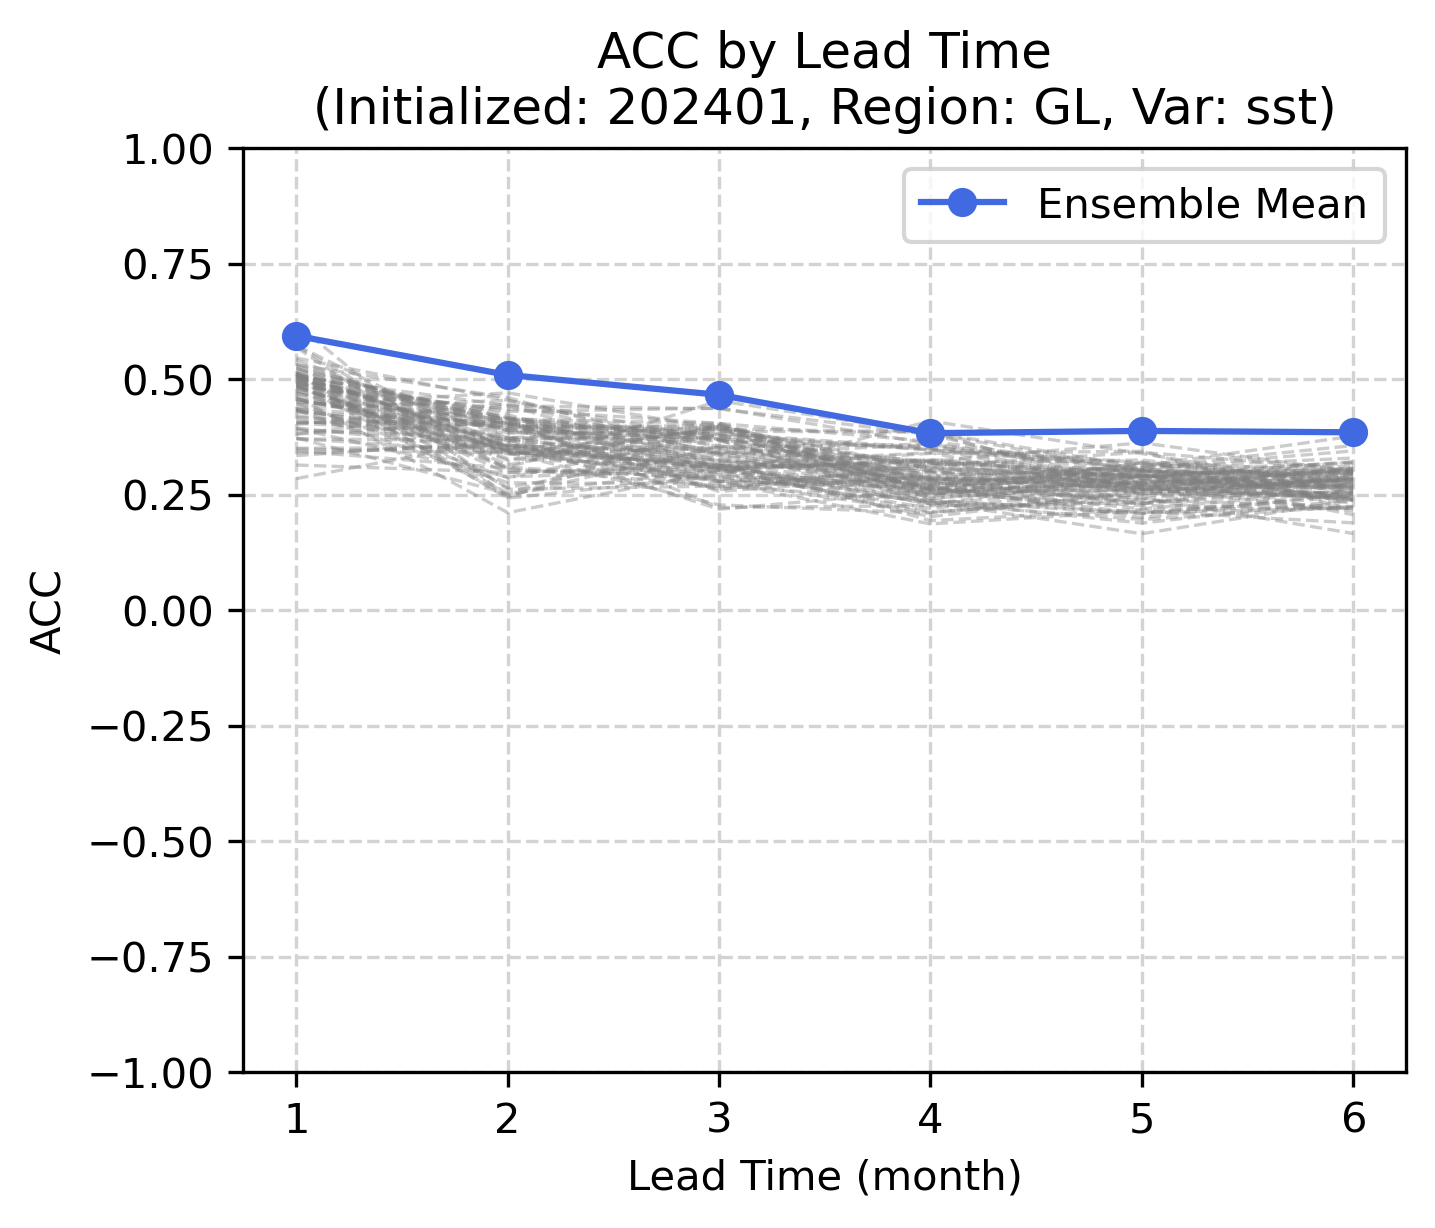 ACC by Lead Time
(Initialized: 202401, Region: GL, Var: sst)
Ensemble Mean
1.00
0.75
0.50
0.25
0.00
−0.25
−0.50
−0.75
−1.00
ACC
1 2 3 4 5 6
Lead Time (month)